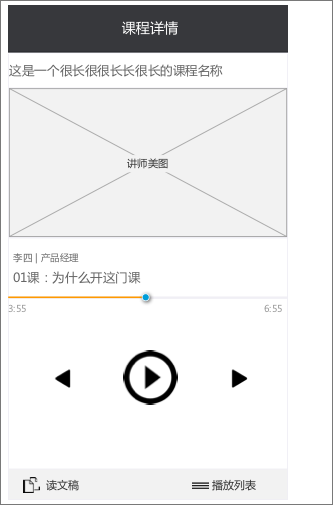 课程详情
这是一个很长很很长长很长的课程名称
讲师美图
李四 | 产品经理
01课：为什么开这门课
3:55 6:55
读文稿 播放列表